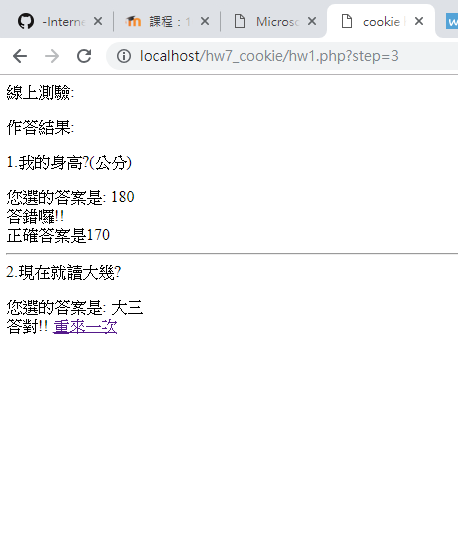 -Interne
課程：1
Microso
cookie
localhost/hw7_cookie/hw1.php?step=3
線上測驗:
作答結果:
1.我的身高?(公分)
您選的答案是: 180
答錯囉!!
正確答案是170
2.現在就讀大幾?
您選的答案是: 大三
答對!! 重來一次